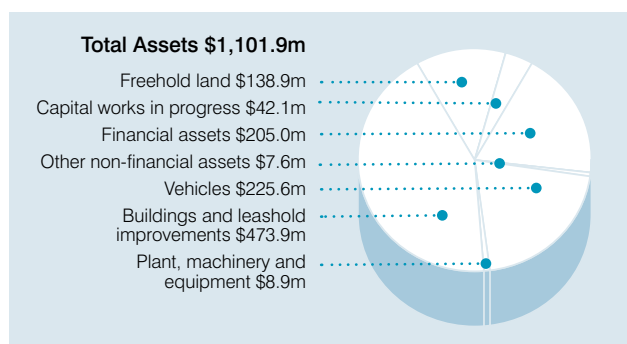 Total Assets $1,101.9m
Freehold land $138.9m
Capital works in progress $42.1m
Financial assets $205.0m
Other non-financial assets $7.6m
Vehicles $225.6m
Buildings and leashold
improvements $473.9m
Plant, machinery and
equipment $8.9m